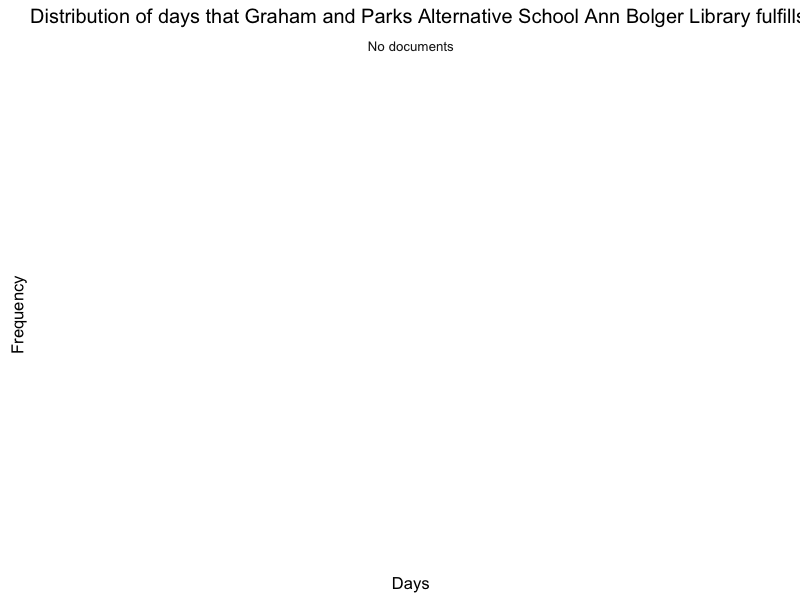 Distribution of days that Graham and Parks Alternative School Ann Bolger Library fulfills
No documents
Frequency
Days